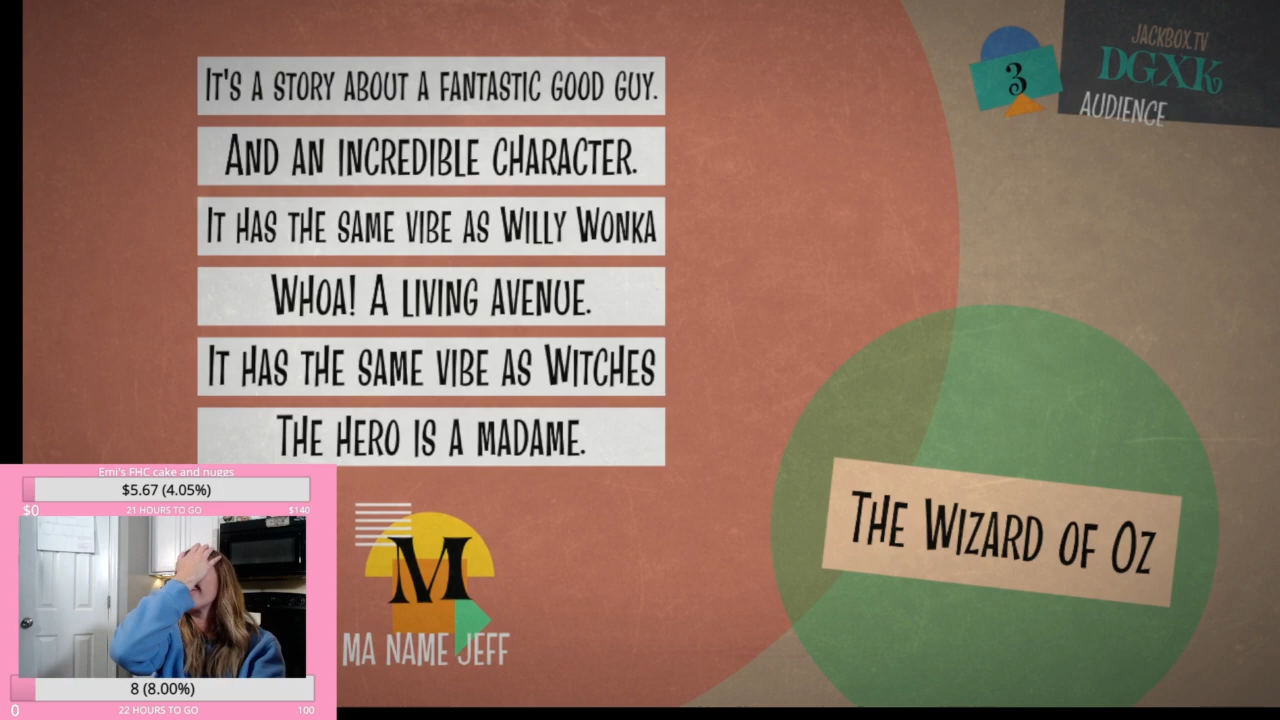 It's a story about a fantastic good guy.
And an incredible character.
It has the same vibe as Willy Wonka
Whoa! A living avenue.
It has the same vibe as Witches
The hero is a madame.
3
JACKBOX.TV
DGXK
AUDIENCE
The Wizard of Oz
M
MA NAME JEFF
Emi's FHC cake and nuggs
$5.67 (4.05%)
$0 21 HOURS TO GO $140
8 (8.00%)
0 22 HOURS TO GO 100